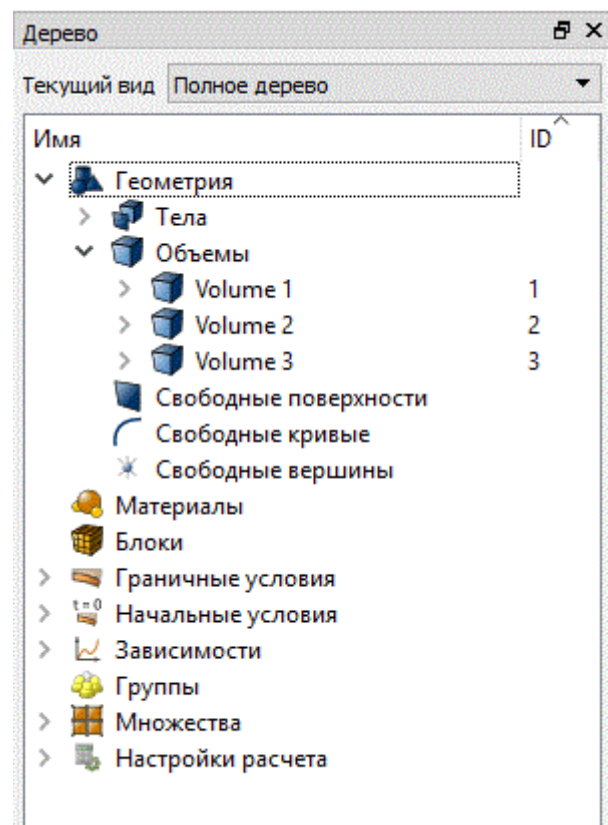 Дерево
Текущий вид Полное дерево
Имя ID
Геометрия
Тела
Объемы
Volume 1 1
Volume 2 2
Volume 3 3
Свободные поверхности
Свободные кривые
Свободные вершины
Материалы
Блоки
Граничные условия
t=0 Начальные условия
Зависимости
Группы
Множества
Настройки расчета